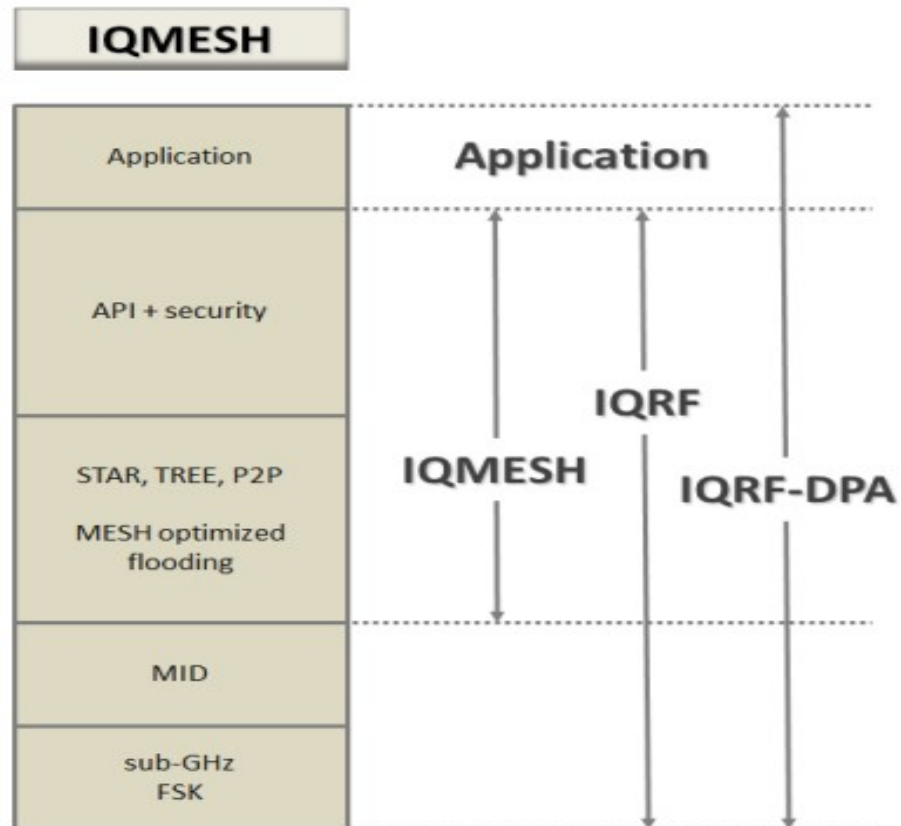 IQMESH
Application
API + security
STAR, TREE, P2P
MESH optimized
flooding
MID
sub-GHz
FSK
Application
IQMESH
IQRF
IQRF-DPA